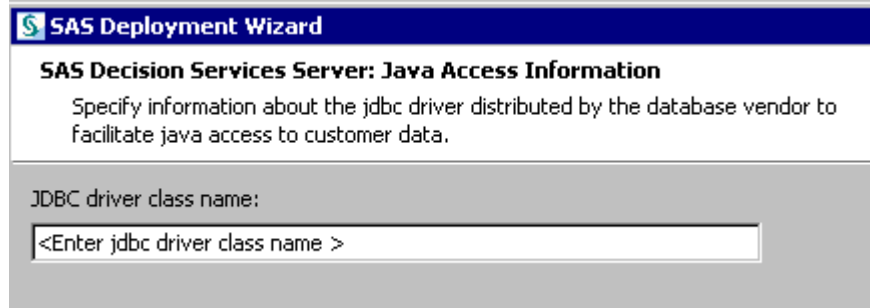 SAS Deployment Wizard
SAS Decision Services Server: Java Access Information
Specify information about the jdbc driver distributed by the database vendor to
facilitate java access to customer data.
JDBC driver class name:
<Enter jdbc driver class name >